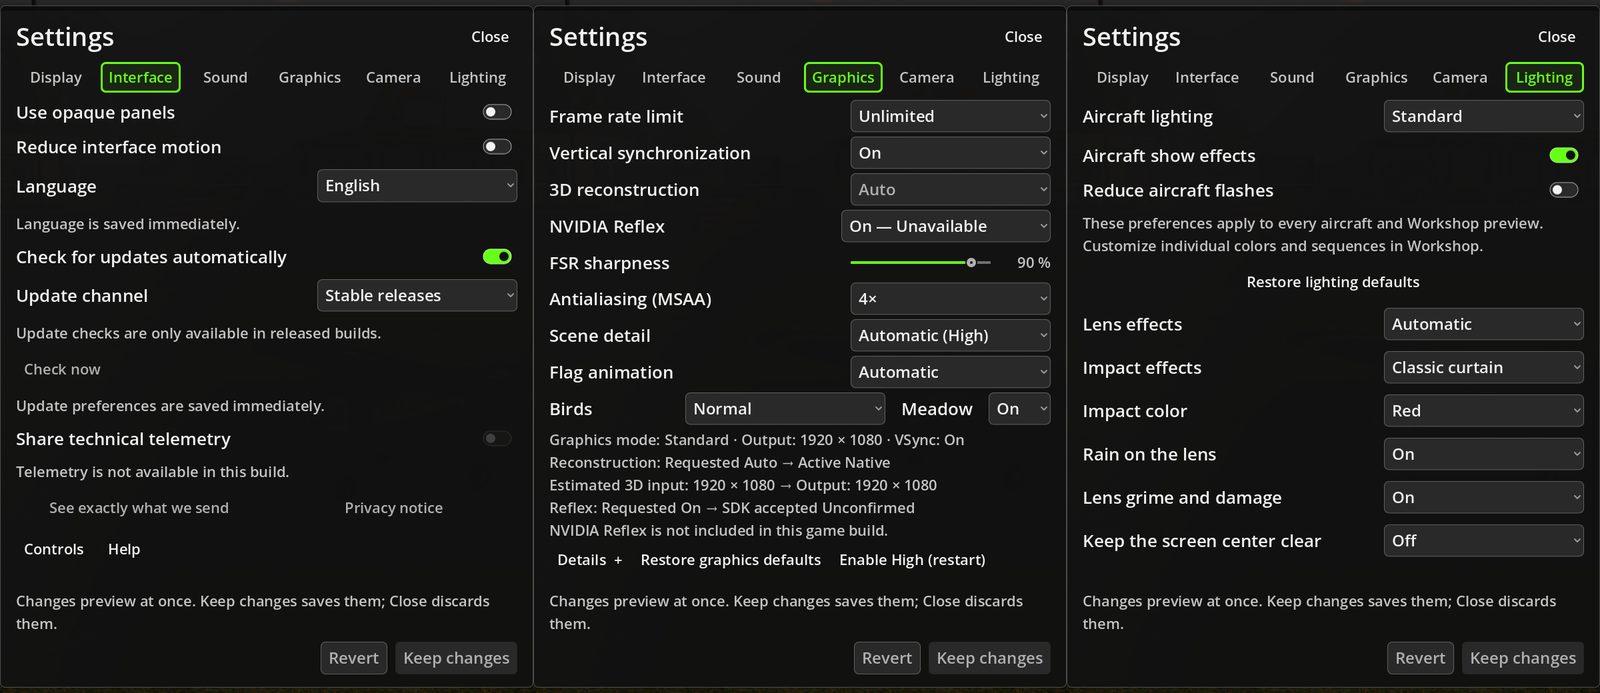 Settings
Close
Display Interface Sound Graphics Camera Lighting
Use opaque panels
Reduce interface motion
Language English
Language is saved immediately.
Check for updates automatically
Update channel Stable releases
Update checks are only available in released builds.
Check now
Update preferences are saved immediately.
Share technical telemetry
Telemetry is not available in this build.
See exactly what we send Privacy notice
Controls Help
Changes preview at once. Keep changes saves them; Close discards
them.
Revert Keep changes
Settings
Close
Display Interface Sound Graphics Camera Lighting
Frame rate limit Unlimited
Vertical synchronization On
3D reconstruction Auto
NVIDIA Reflex On — Unavailable
FSR sharpness 90 %
Antialiasing (MSAA) 4×
Scene detail Automatic (High)
Flag animation Automatic
Birds Normal Meadow On
Graphics mode: Standard · Output: 1920 × 1080 · VSync: On
Reconstruction: Requested Auto → Active Native
Estimated 3D input: 1920 × 1080 → Output: 1920 × 1080
Reflex: Requested On → SDK accepted Unconfirmed
NVIDIA Reflex is not included in this game build.
Details + Restore graphics defaults Enable High (restart)
Changes preview at once. Keep changes saves them; Close discards
them.
Revert Keep changes
Settings
Close
Display Interface Sound Graphics Camera Lighting
Aircraft lighting Standard
Aircraft show effects
Reduce aircraft flashes
These preferences apply to every aircraft and Workshop preview.
Customize individual colors and sequences in Workshop.
Restore lighting defaults
Lens effects Automatic
Impact effects Classic curtain
Impact color Red
Rain on the lens On
Lens grime and damage On
Keep the screen center clear Off
Changes preview at once. Keep changes saves them; Close discards
them.
Revert Keep changes